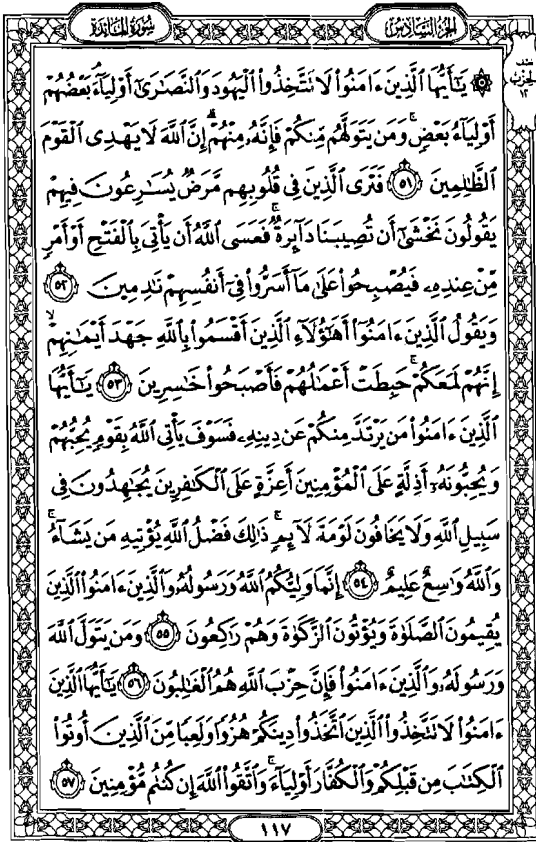 سُورَةُ المَائِدَة
الجُزءُ السَّادِسُ
ثمن
الحِزب
١٢
۞ يَٰٓأَيُّهَا ٱلَّذِينَ ءَامَنُوا۟ لَا تَتَّخِذُوا۟ ٱلْيَهُودَ وَٱلنَّصَٰرَىٰٓ أَوْلِيَآءَ ۘ بَعْضُهُمْ
أَوْلِيَآءُ بَعْضٍ ۚ وَمَن يَتَوَلَّهُم مِّنكُمْ فَإِنَّهُۥ مِنْهُمْ ۗ إِنَّ ٱللَّهَ لَا يَهْدِى ٱلْقَوْمَ
ٱلظَّٰلِمِينَ ٥١ فَتَرَى ٱلَّذِينَ فِى قُلُوبِهِم مَّرَضٌ يُسَٰرِعُونَ فِيهِمْ
يَقُولُونَ نَخْشَىٰٓ أَن تُصِيبَنَا دَآئِرَةٌ ۚ فَعَسَى ٱللَّهُ أَن يَأْتِىَ بِٱلْفَتْحِ أَوْ أَمْرٍ
مِّنْ عِندِهِۦ فَيُصْبِحُوا۟ عَلَىٰ مَآ أَسَرُّوا۟ فِىٓ أَنفُسِهِمْ نَٰدِمِينَ ٥٢
وَيَقُولُ ٱلَّذِينَ ءَامَنُوٓا۟ أَهَٰٓؤُلَآءِ ٱلَّذِينَ أَقْسَمُوا۟ بِٱللَّهِ جَهْدَ أَيْمَٰنِهِمْ ۙ
إِنَّهُمْ لَمَعَكُمْ ۚ حَبِطَتْ أَعْمَٰلُهُمْ فَأَصْبَحُوا۟ خَٰسِرِينَ ٥٣ يَٰٓأَيُّهَا
ٱلَّذِينَ ءَامَنُوا۟ مَن يَرْتَدَّ مِنكُمْ عَن دِينِهِۦ فَسَوْفَ يَأْتِى ٱللَّهُ بِقَوْمٍ يُحِبُّهُمْ
وَيُحِبُّونَهُۥٓ أَذِلَّةٍ عَلَى ٱلْمُؤْمِنِينَ أَعِزَّةٍ عَلَى ٱلْكَٰفِرِينَ يُجَٰهِدُونَ فِى
سَبِيلِ ٱللَّهِ وَلَا يَخَافُونَ لَوْمَةَ لَآئِمٍ ۚ ذَٰلِكَ فَضْلُ ٱللَّهِ يُؤْتِيهِ مَن يَشَآءُ ۚ
وَٱللَّهُ وَٰسِعٌ عَلِيمٌ ٥٤ إِنَّمَا وَلِيُّكُمُ ٱللَّهُ وَرَسُولُهُۥ وَٱلَّذِينَ ءَامَنُوا۟ ٱلَّذِينَ
يُقِيمُونَ ٱلصَّلَوٰةَ وَيُؤْتُونَ ٱلزَّكَوٰةَ وَهُمْ رَٰكِعُونَ ٥٥ وَمَن يَتَوَلَّ ٱللَّهَ
وَرَسُولَهُۥ وَٱلَّذِينَ ءَامَنُوا۟ فَإِنَّ حِزْبَ ٱللَّهِ هُمُ ٱلْغَٰلِبُونَ ٥٦ يَٰٓأَيُّهَا ٱلَّذِينَ
ءَامَنُوا۟ لَا تَتَّخِذُوا۟ ٱلَّذِينَ ٱتَّخَذُوا۟ دِينَكُمْ هُزُوًا وَلَعِبًا مِّنَ ٱلَّذِينَ أُوتُوا۟
ٱلْكِتَٰبَ مِن قَبْلِكُمْ وَٱلْكُفَّارَ أَوْلِيَآءَ ۚ وَٱتَّقُوا۟ ٱللَّهَ إِن كُنتُم مُّؤْمِنِينَ ٥٧
١١٧